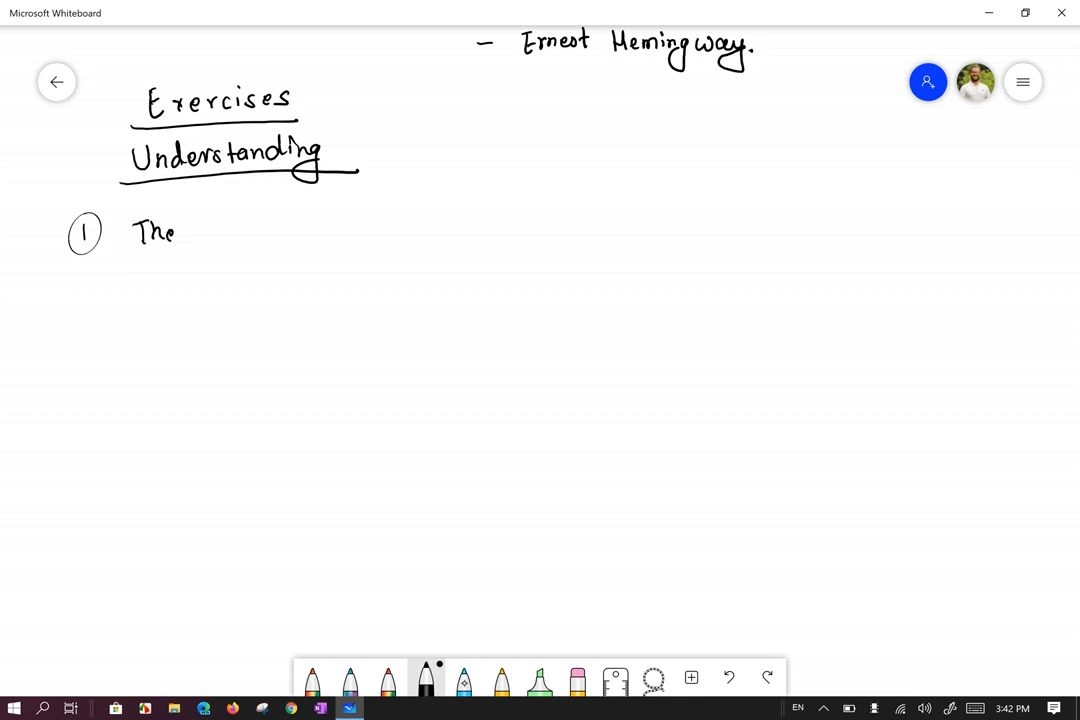 Microsoft Whiteboard
- Ernest Hemingway.
Exercises
Understanding
1 The
EN 3:42 PM